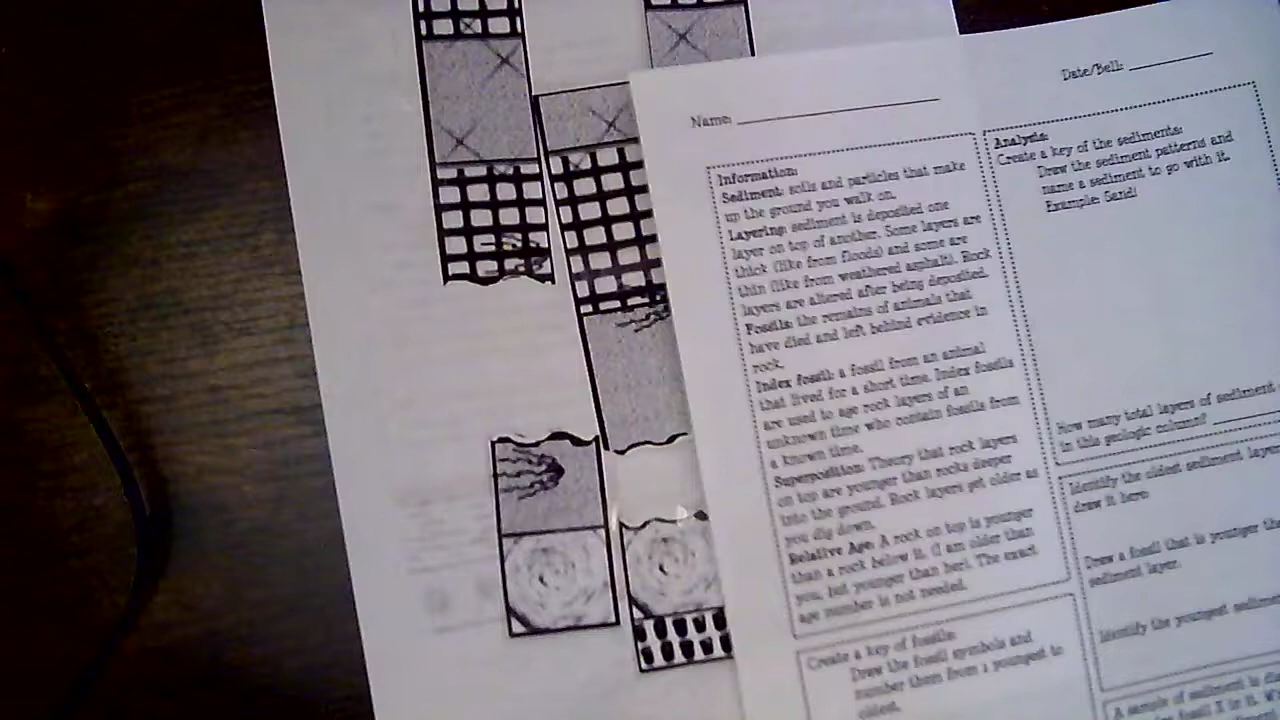 Name: ____________________
Date/Bell: __________
Information:
Sediment: soils and particles that make
up the ground you walk on.
Layering: sediment is deposited one
layer on top of another. Some layers are
thick (like from floods) and some are
thin (like from weathered asphalt). Rock
layers are altered after being deposited.
Fossils: the remains of animals that
have died and left behind evidence in
rock.
Index fossil: a fossil from an animal
that lived for a short time. Index fossils
are used to age rock layers of an
unknown time who contain fossils from
a known time.
Superposition: Theory that rock layers
on top are younger than rocks deeper
into the ground. Rock layers get older as
you dig down.
Relative Age: A rock on top is younger
than a rock below it. (I am older than
you, but younger than her). The exact
age number is not needed.
Create a key of fossils:
Draw the fossil symbols and
number them from 1 youngest to
oldest.
Analysis:
Create a key of the sediments:
Draw the sediment patterns and
name a sediment to go with it.
Example: Sand!
How many total layers of sediment
in this geologic column? ________
Identify the oldest sediment layer
draw it here:
Draw a fossil that is younger
sediment layer.
Identify the youngest
A sample of sediment is
fossil X in it.